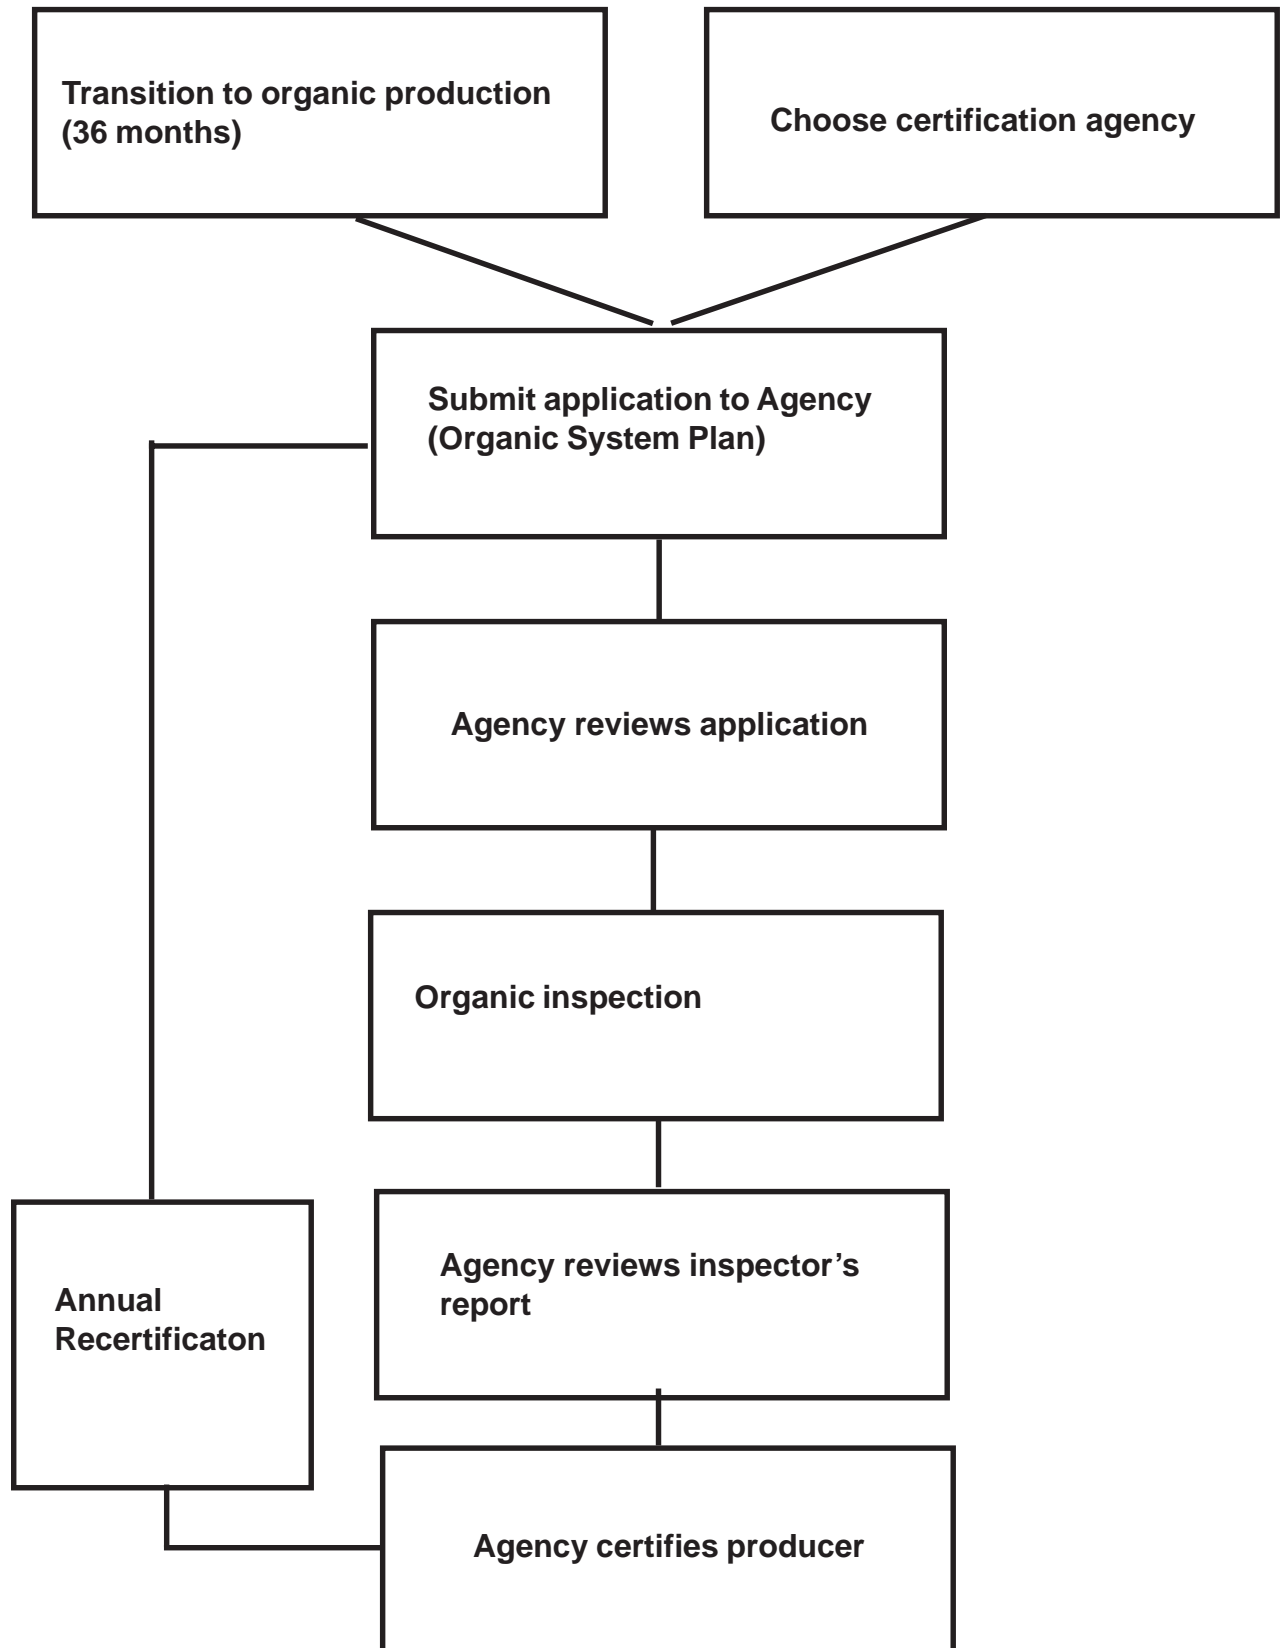 Transition to organic production
(36 months)
Choose certification agency
Submit application to Agency
(Organic System Plan)
Agency reviews application
Organic inspection
Agency reviews inspector’s
report
Annual
Recertificaton
Agency certifies producer